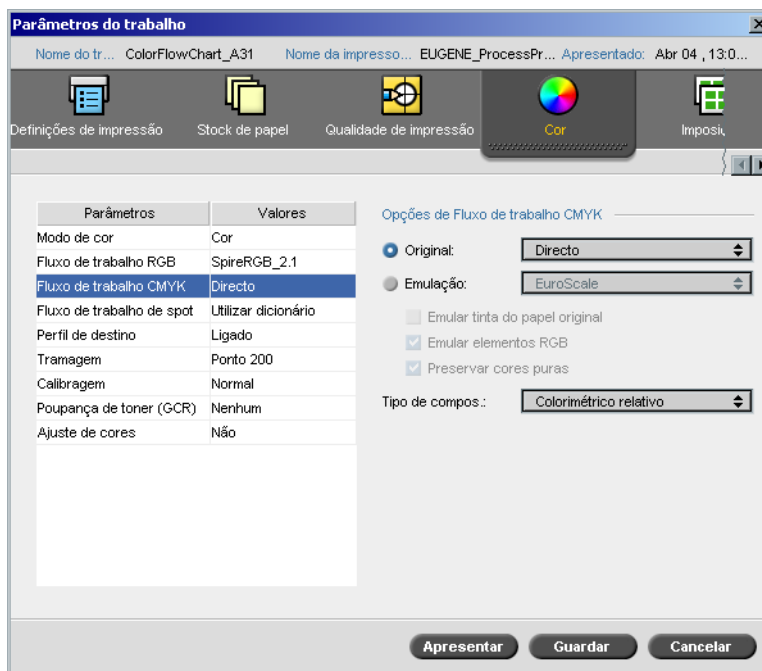 Parâmetros do trabalho
Nome do tr... ColorFlowChart_A31 Nome da impresso... EUGENE_ProcessPr... Apresentado: Abr 04 , 13:0...
Definições de impressão Stock de papel Qualidade de impressão Cor Imposi
Parâmetros Valores
Modo de cor Cor
Fluxo de trabalho RGB SpireRGB_2.1
Fluxo de trabalho CMYK Directo
Fluxo de trabalho de spot Utilizar dicionário
Perfil de destino Ligado
Tramagem Ponto 200
Calibragem Normal
Poupança de toner (GCR) Nenhum
Ajuste de cores Não
Opções de Fluxo de trabalho CMYK
Original: Directo
Emulação: EuroScale
Emular tinta do papel original
Emular elementos RGB
Preservar cores puras
Tipo de compos.: Colorimétrico relativo
Apresentar Guardar Cancelar